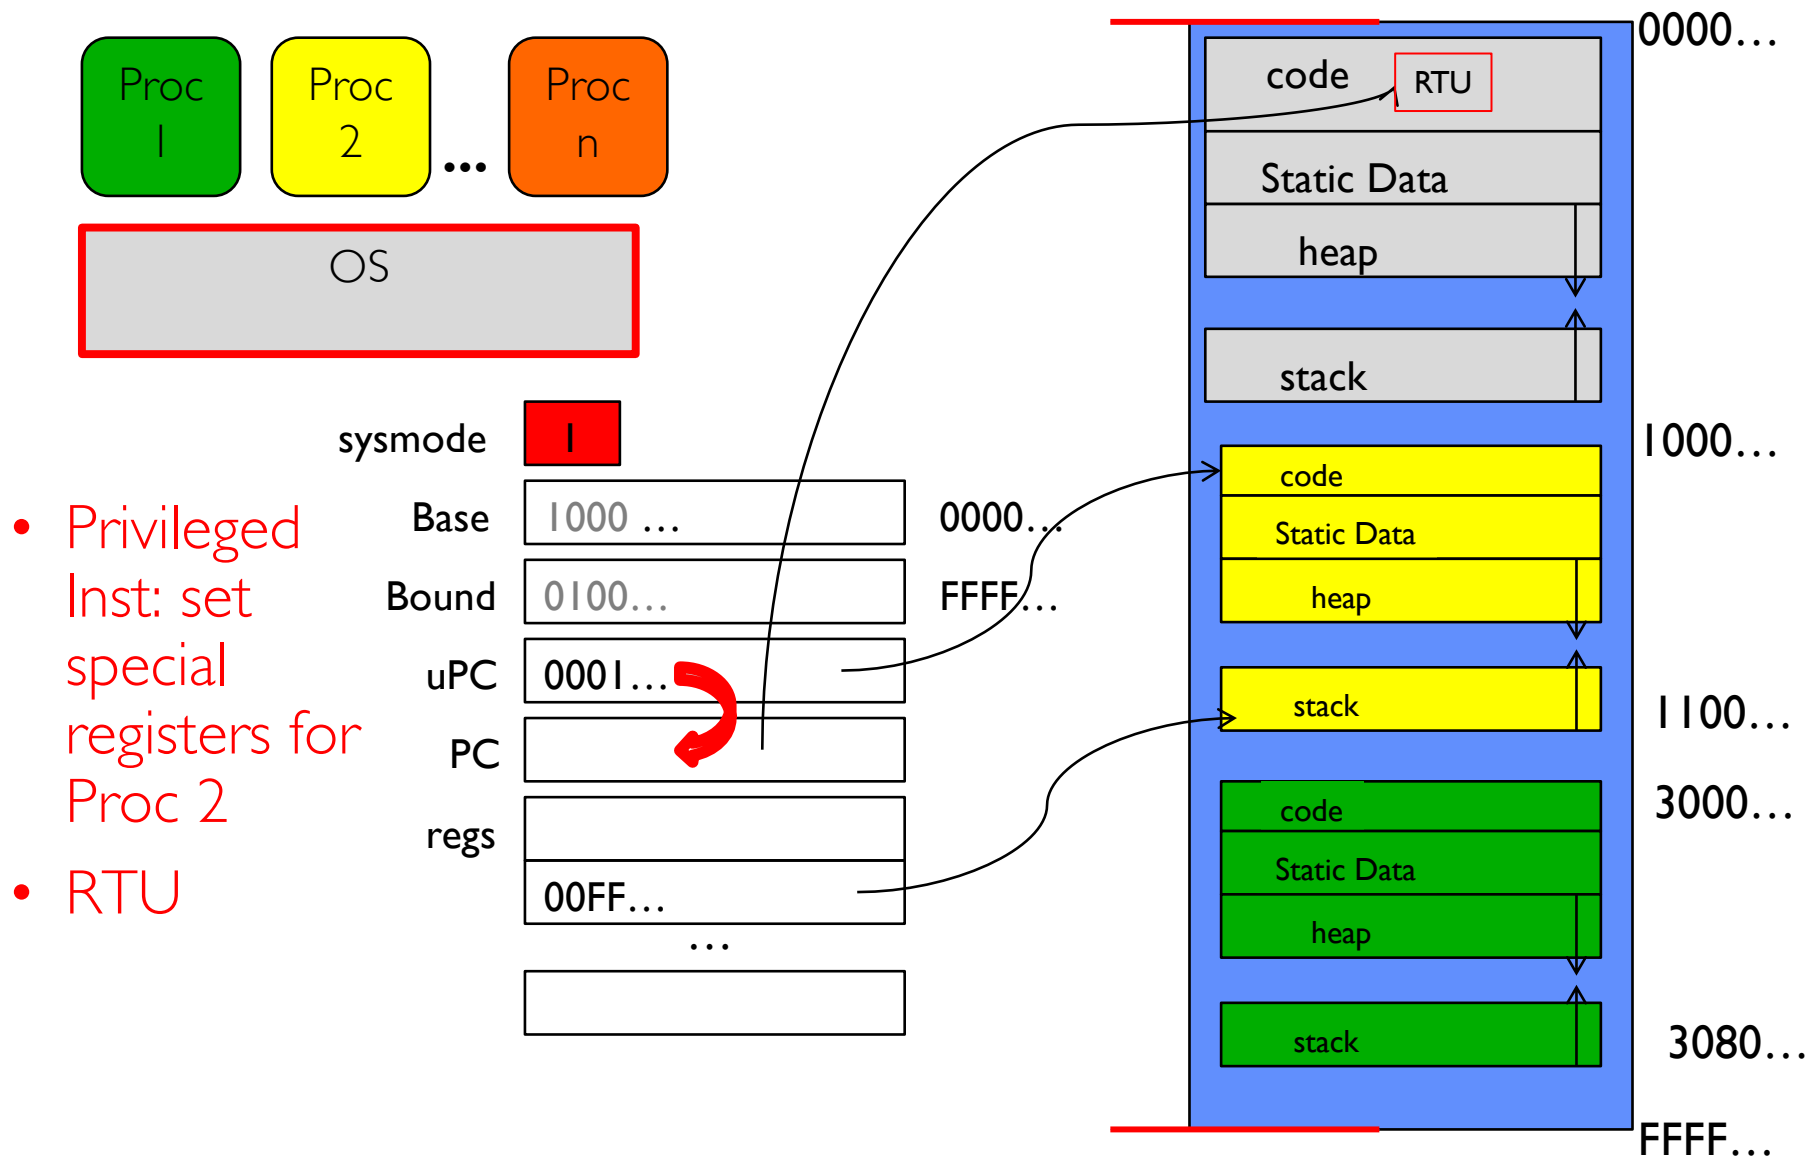 Proc
1
Proc
2
...
Proc
n
OS
sysmode 1
Base 1000 … 0000…
Bound 0100… FFFF…
uPC 0001…
PC
regs
00FF…
…
• Privileged
Inst: set
special
registers for
Proc 2
• RTU
0000…
code RTU
Static Data
heap
stack
1000…
code
Static Data
heap
stack
1100…
3000…
code
Static Data
heap
stack
3080…
FFFF…